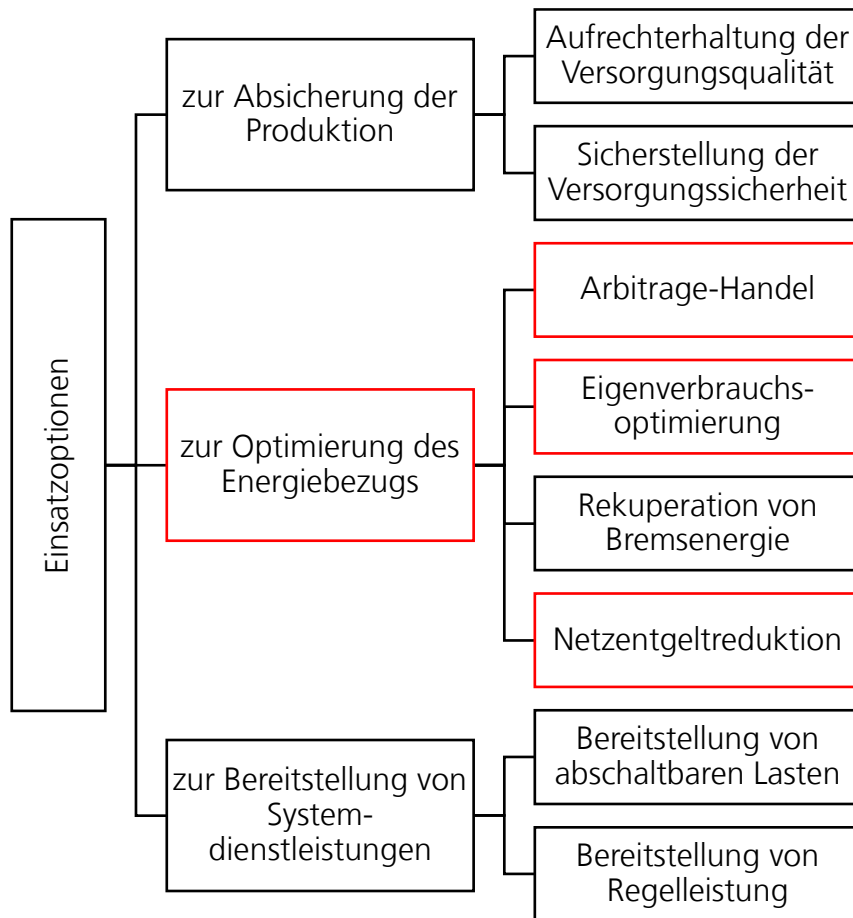 Einsatzoptionen
zur Absicherung der
Produktion
Aufrechterhaltung der
Versorgungsqualität
Sicherstellung der
Versorgungssicherheit
zur Optimierung des
Energiebezugs
Arbitrage-Handel
Eigenverbrauchs-
optimierung
Rekuperation von
Bremsenergie
Netzentgeltreduktion
zur Bereitstellung von
System-
dienstleistungen
Bereitstellung von
abschaltbaren Lasten
Bereitstellung von
Regelleistung